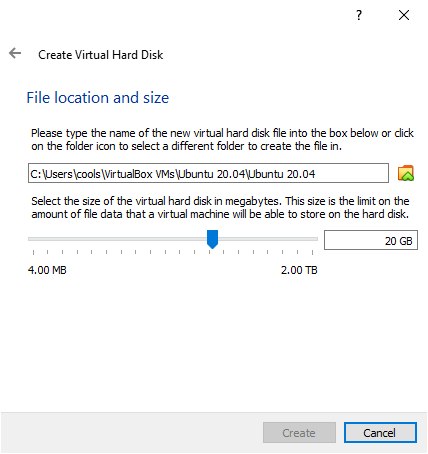 ?
Create Virtual Hard Disk
File location and size
Please type the name of the new virtual hard disk file into the box below or click
on the folder icon to select a different folder to create the file in.
C:\Users\cools\VirtualBox VMs\Ubuntu 20.04\Ubuntu 20.04
Select the size of the virtual hard disk in megabytes. This size is the limit on the
amount of file data that a virtual machine will be able to store on the hard disk.
20 GB
4.00 MB 2.00 TB
Create Cancel